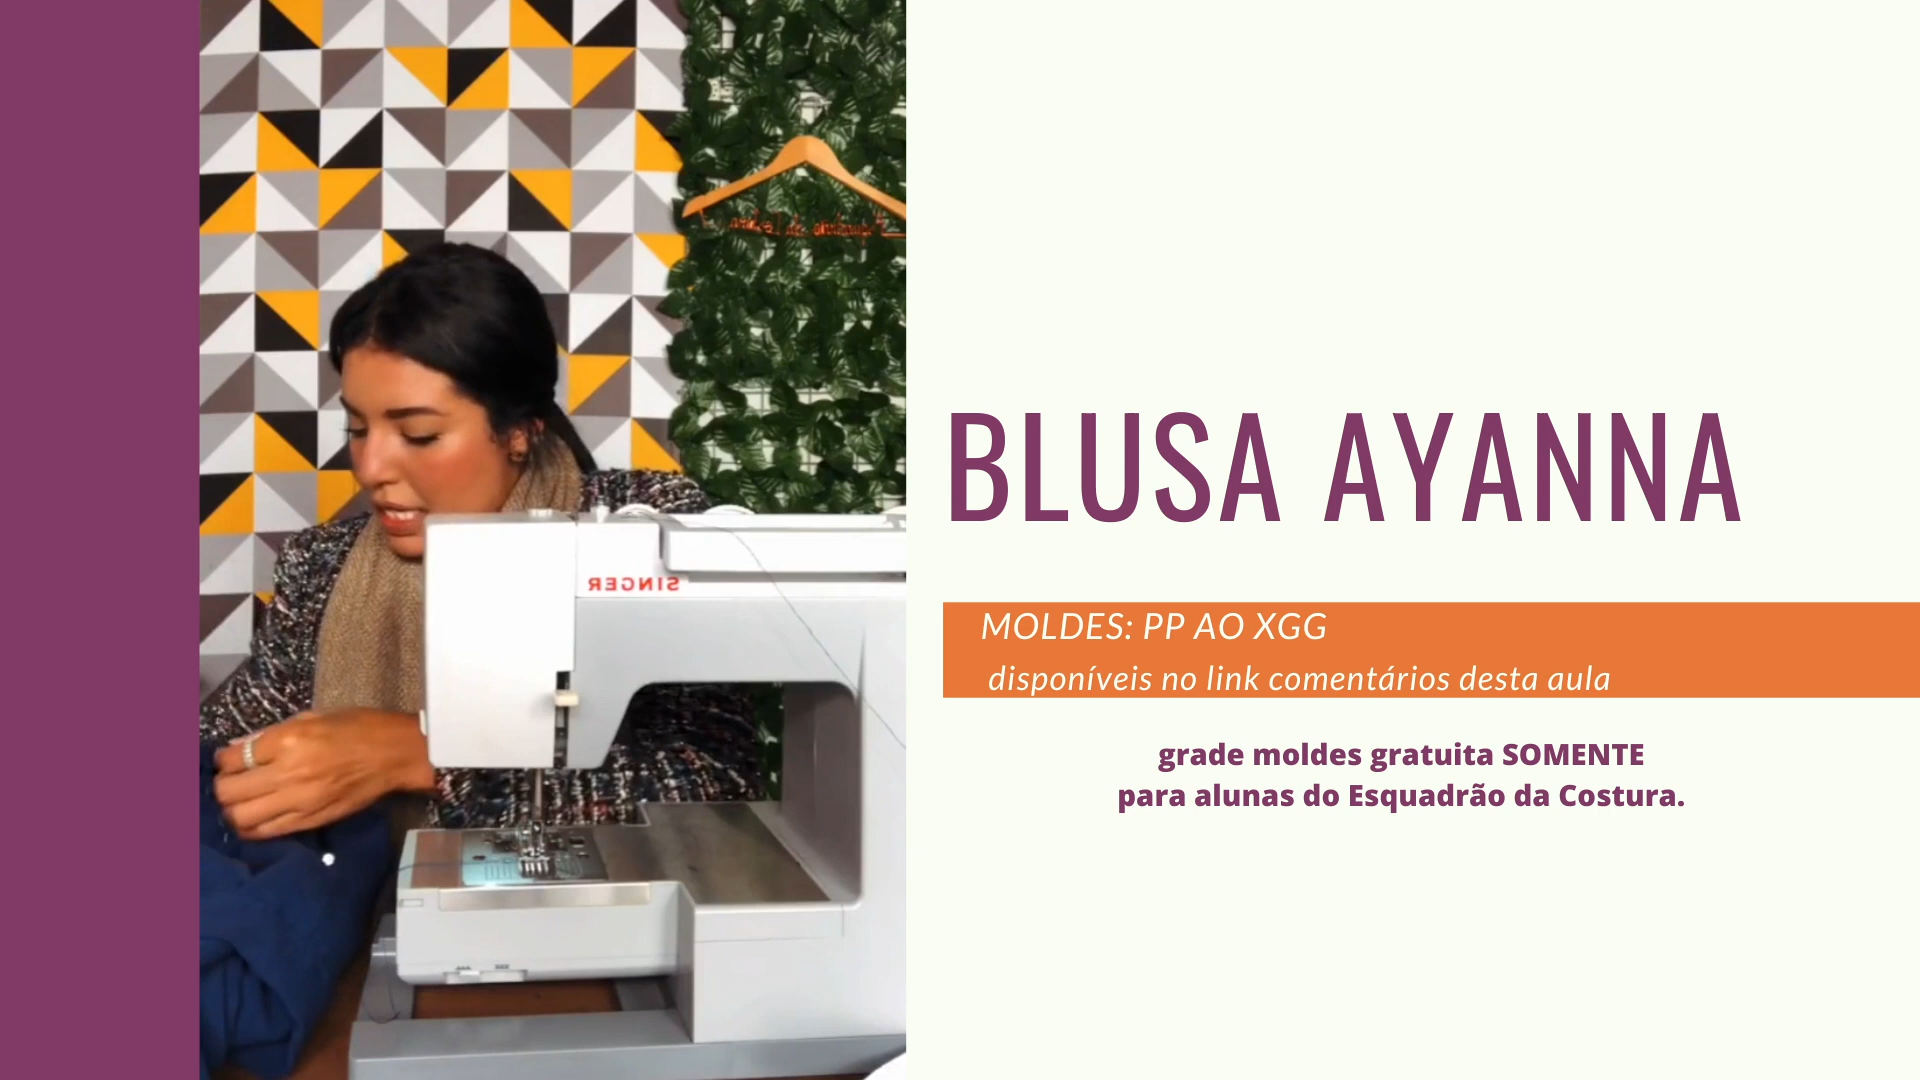 SINGER
BLUSA AYANNA
MOLDES: PP AO XGG
disponíveis no link comentários desta aula
grade moldes gratuita SOMENTE
para alunas do Esquadrão da Costura.